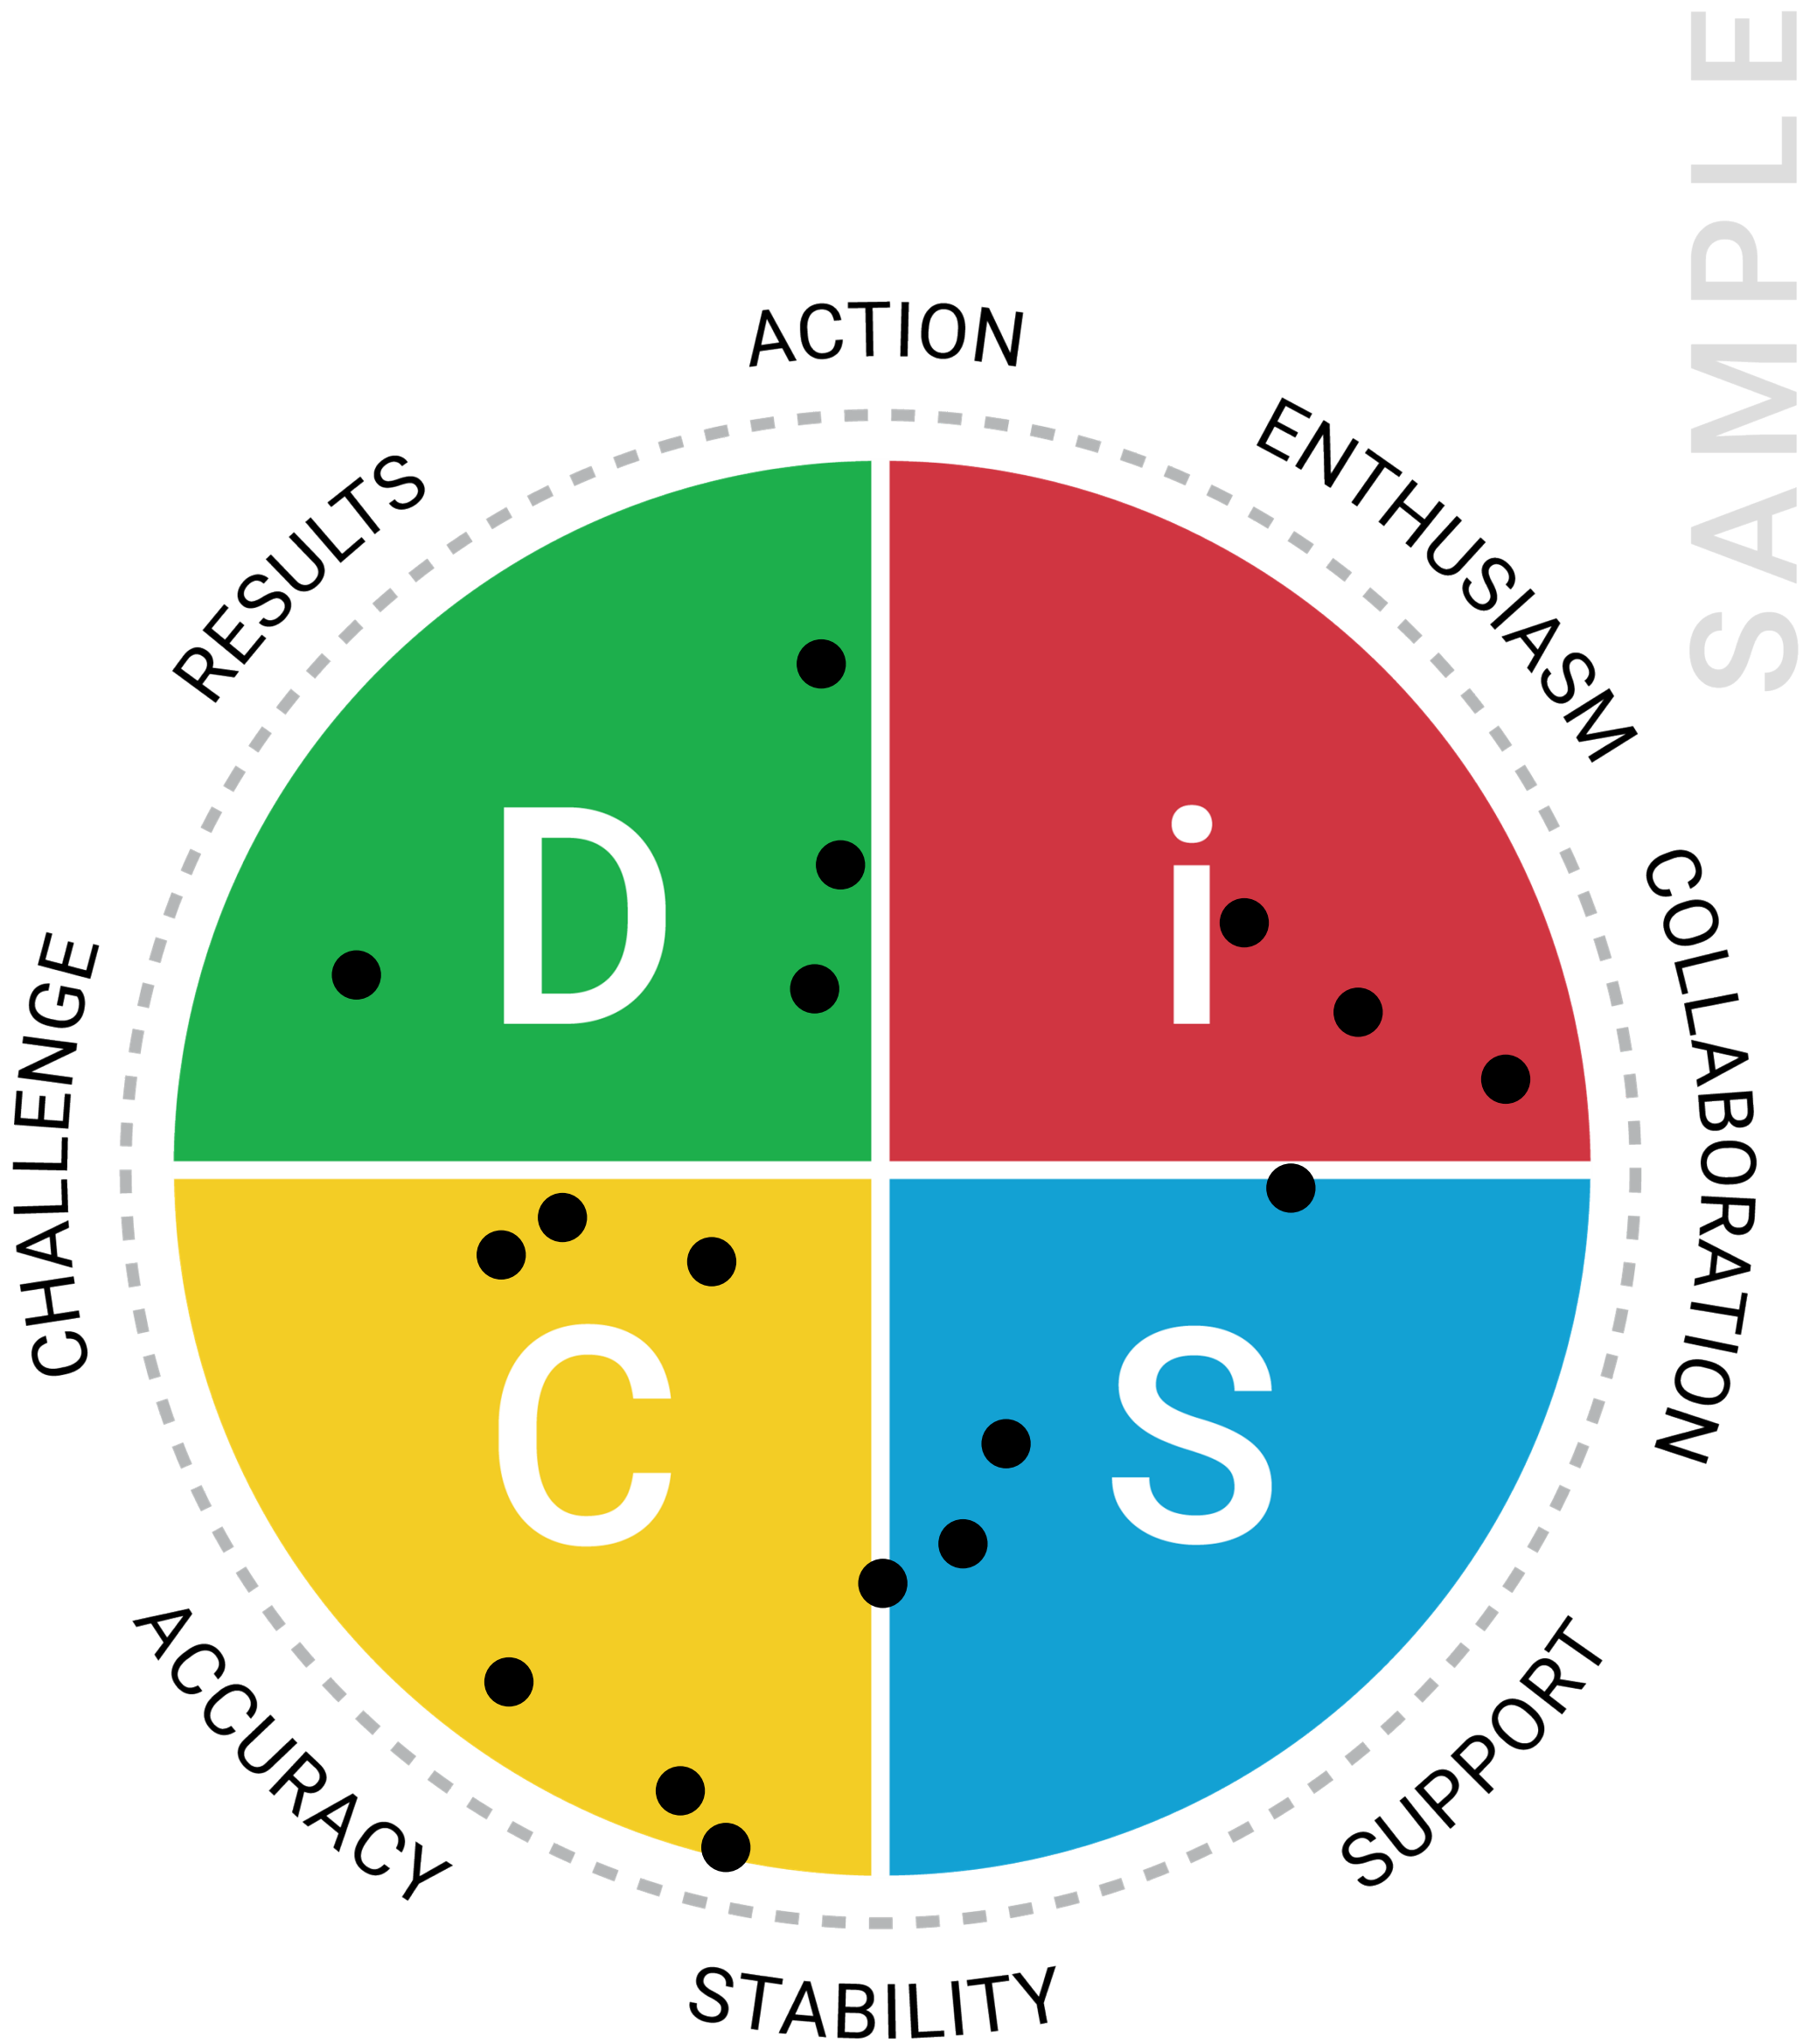 SAMPLE
ACTION
ENTHUSIASM
RESULTS
D
i
COLLABORATION
CHALLENGE
C
S
ACCURACY
SUPPORT
STABILITY